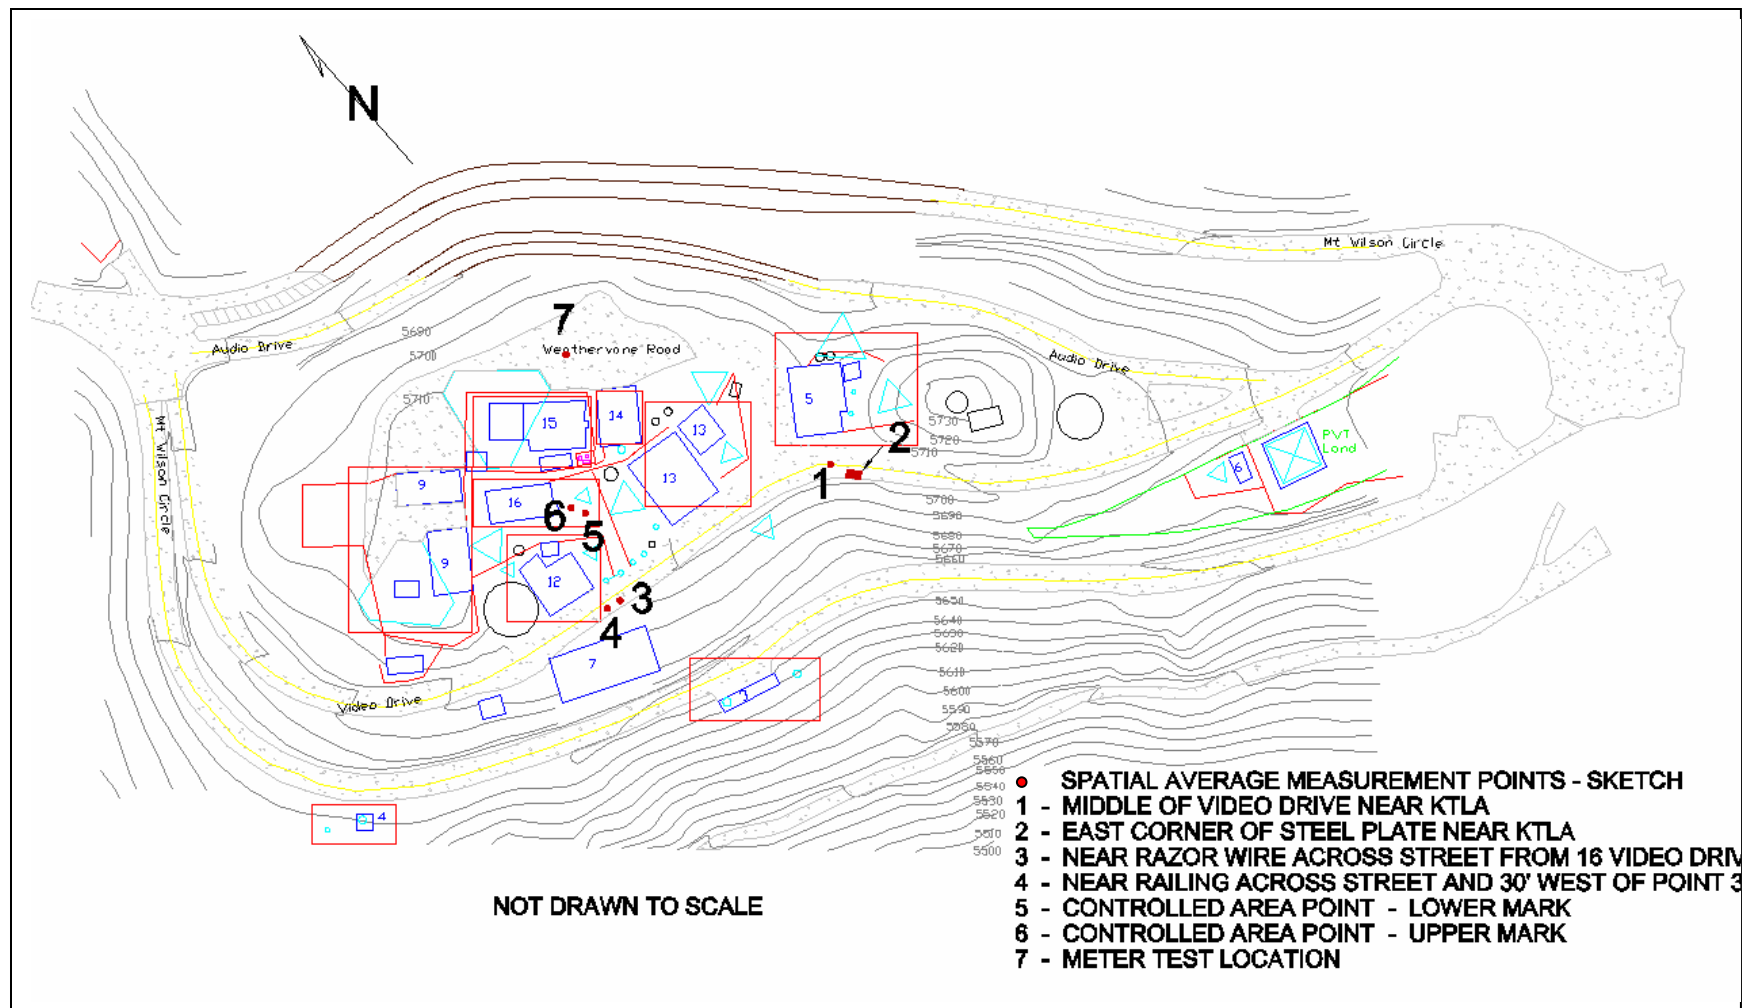 N
Mt Wilson Circle
7
5690
Weathervane Road
Audio Drive
5700
Audio Drive
5710
15
14
13
5
5730
2
5720
5710
PVT
Land
6
Mt Wilson Circle
9
16
13
1
6
5
5700
5690
5680
5670
5660
9
12
3
4
5650
5640
5630
5620
7
5610
3
5600
Video Drive
5590
5580
5570
5560
5550
5540
5530
5520
5510
5500
4
SPATIAL AVERAGE MEASUREMENT POINTS - SKETCH
1 - MIDDLE OF VIDEO DRIVE NEAR KTLA
2 - EAST CORNER OF STEEL PLATE NEAR KTLA
3 - NEAR RAZOR WIRE ACROSS STREET FROM 16 VIDEO DRIV
4 - NEAR RAILING ACROSS STREET AND 30' WEST OF POINT 3
5 - CONTROLLED AREA POINT - LOWER MARK
6 - CONTROLLED AREA POINT - UPPER MARK
7 - METER TEST LOCATION
NOT DRAWN TO SCALE